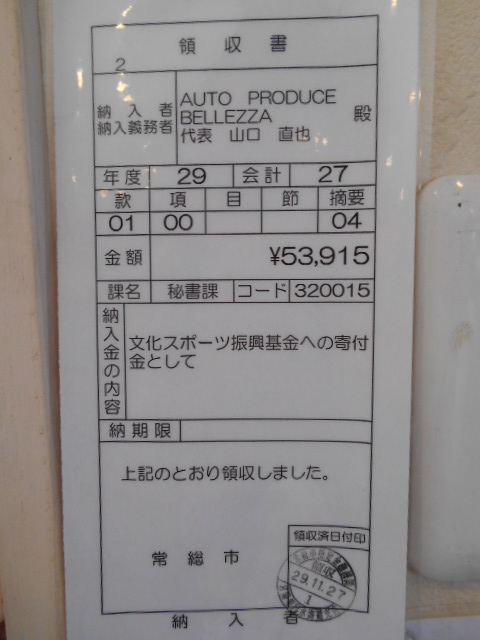 領収書
2
納入者
納入義務者
AUTO PRODUCE
BELLEZZA
代表 山口 直也
殿
年度 29 会計 27
款 項 目 節 摘要
01 00 04
金額 ¥53,915
課名 秘書課 コード 320015
納入金の内容
文化スポーツ振興基金への寄付
金として
納期限
上記のとおり領収しました。
領収済日付印
常総市
領収
29.11.27
1
納入者